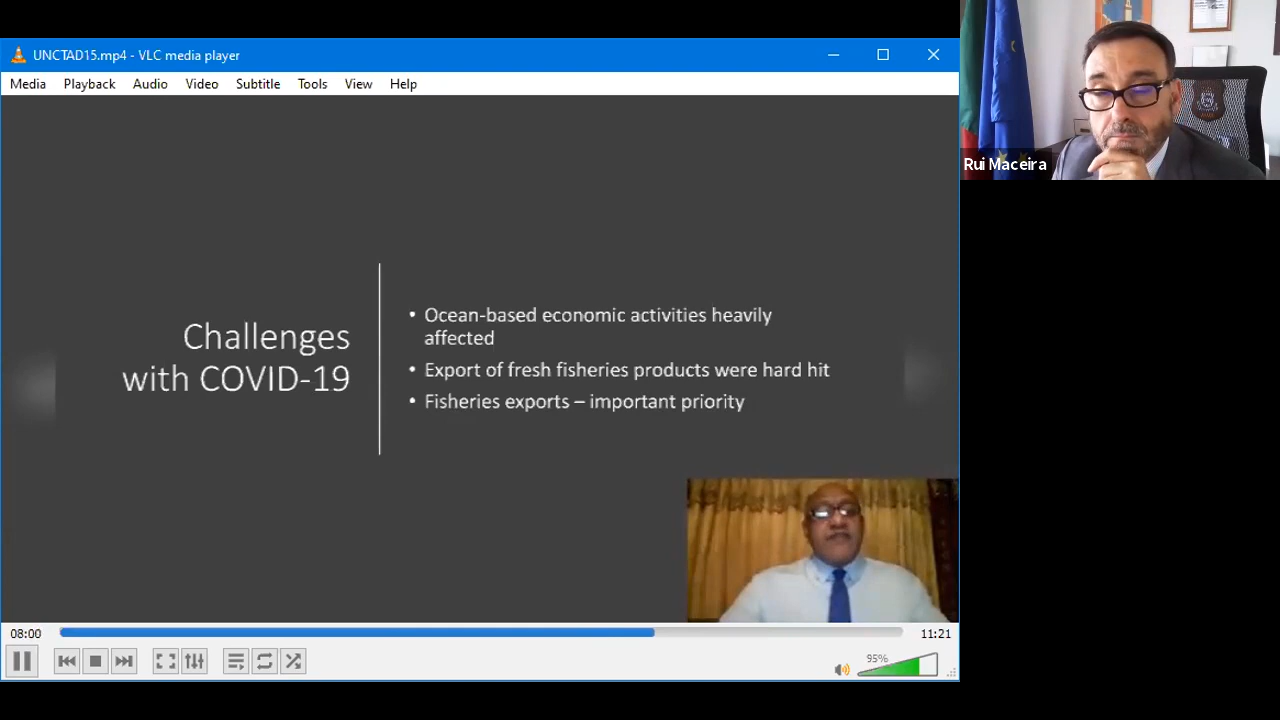 UNCTAD15.mp4 - VLC media player
Media Playback Audio Video Subtitle Tools View Help
Rui Maceira
Challenges
with COVID-19
• Ocean-based economic activities heavily
affected
• Export of fresh fisheries products were hard hit
• Fisheries exports – important priority
08:00
11:21
95%